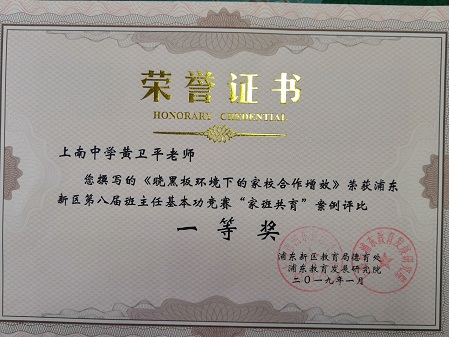 荣誉证书
HONORARY CREDENTIAL
上南中学黄卫平老师
您撰写的《晓黑板环境下的家校合作增效》荣获浦东
新区第八届班主任基本功竞赛“家班共育”案例评比
一等奖
浦东新区教育局德育处
浦东教育发展研究院
二〇一九年一月